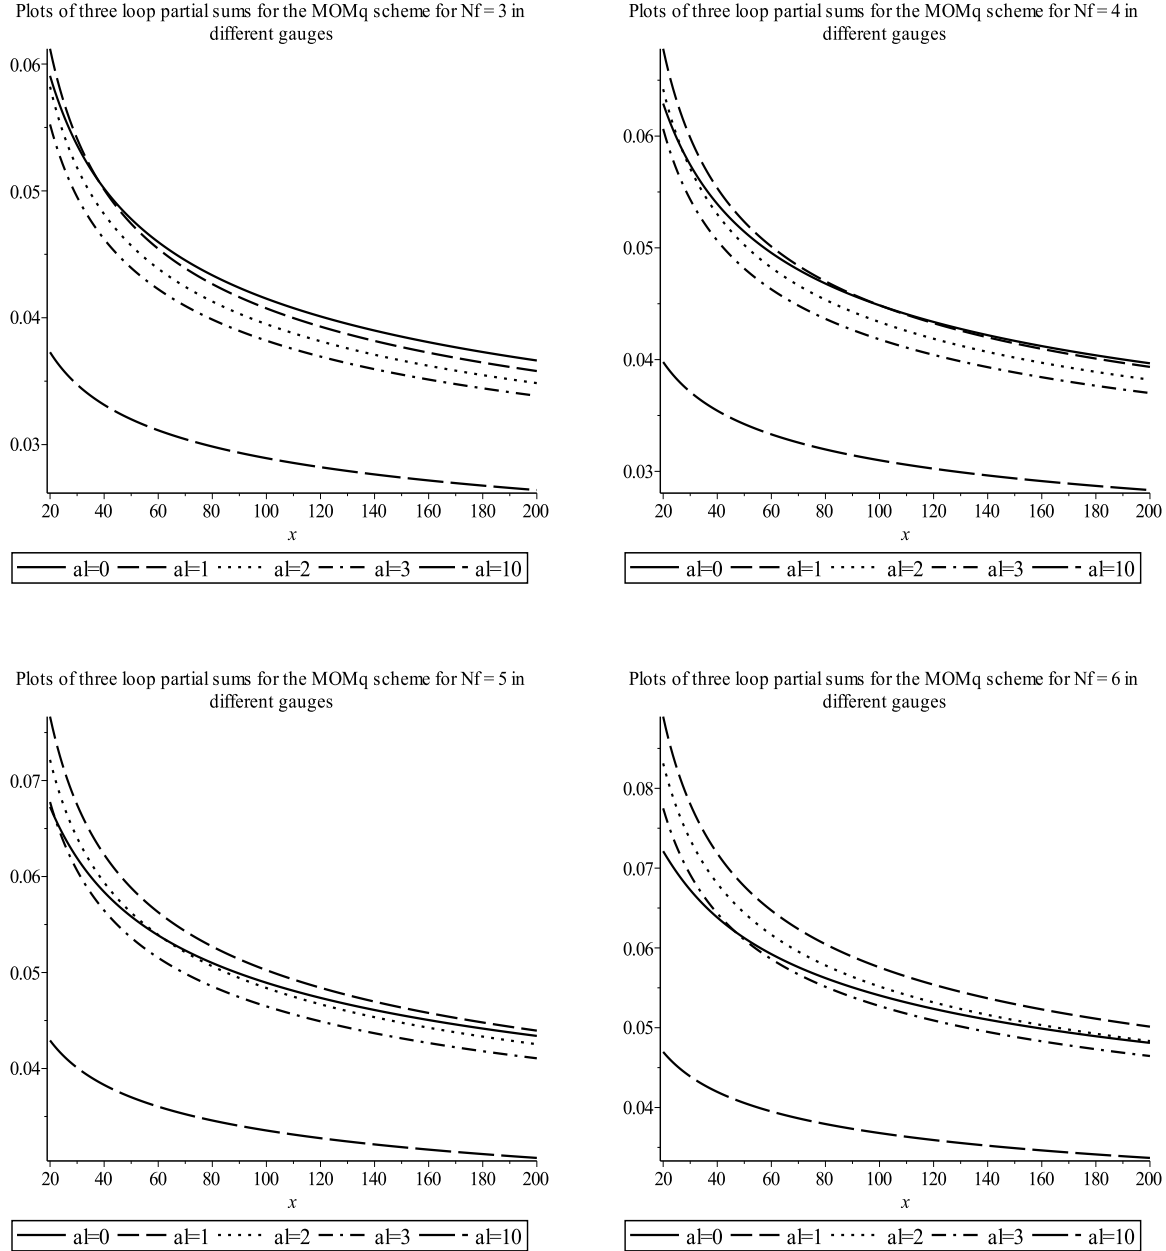 Plots of three loop partial sums for the MOMq scheme for Nf = 3 in
different gauges
0.06
0.05
0.04
0.03
20 40 60 80 100 120 140 160 180 200
x
al=0 al=1 al=2 al=3 al=10
Plots of three loop partial sums for the MOMq scheme for Nf = 4 in
different gauges
0.06
0.05
0.04
0.03
20 40 60 80 100 120 140 160 180 200
x
al=0 al=1 al=2 al=3 al=10
Plots of three loop partial sums for the MOMq scheme for Nf = 5 in
different gauges
0.07
0.06
0.05
0.04
20 40 60 80 100 120 140 160 180 200
x
al=0 al=1 al=2 al=3 al=10
Plots of three loop partial sums for the MOMq scheme for Nf = 6 in
different gauges
0.08
0.07
0.06
0.05
0.04
20 40 60 80 100 120 140 160 180 200
x
al=0 al=1 al=2 al=3 al=10